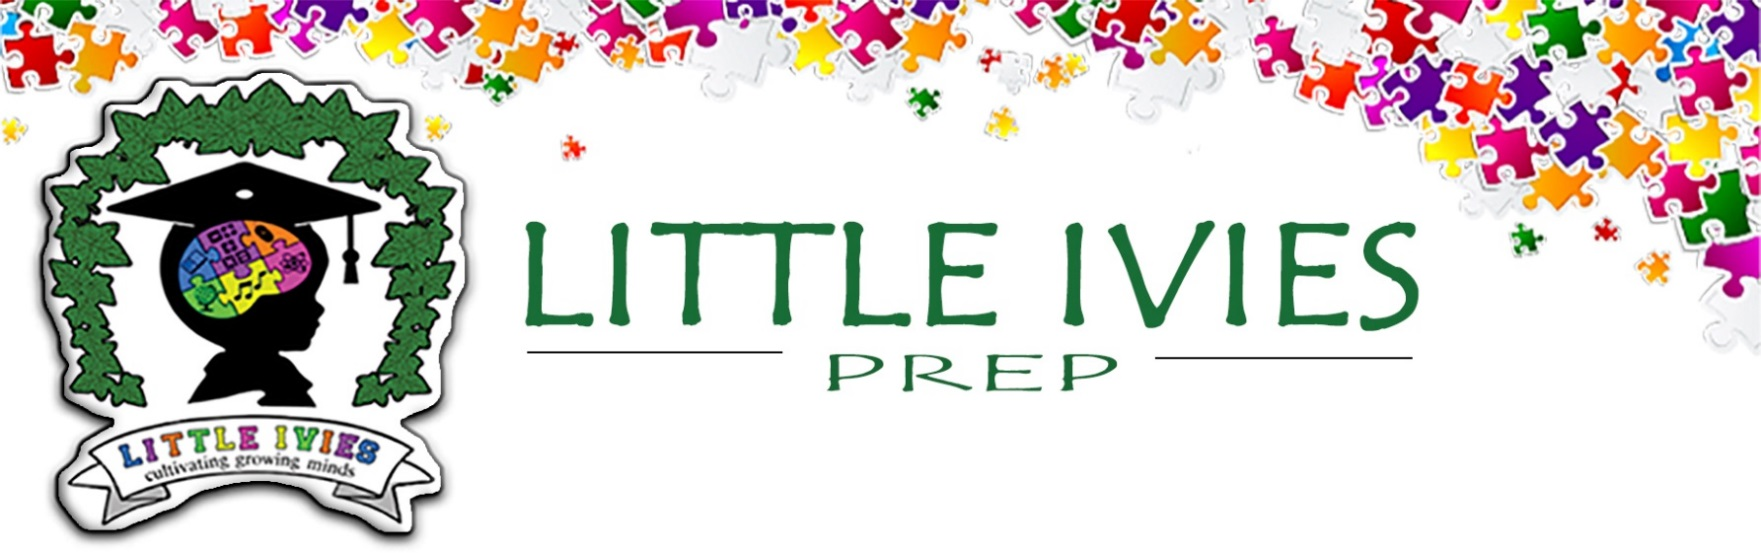 LITTLE IVIES
PREP
LITTLE IVIES
cultivating growing minds